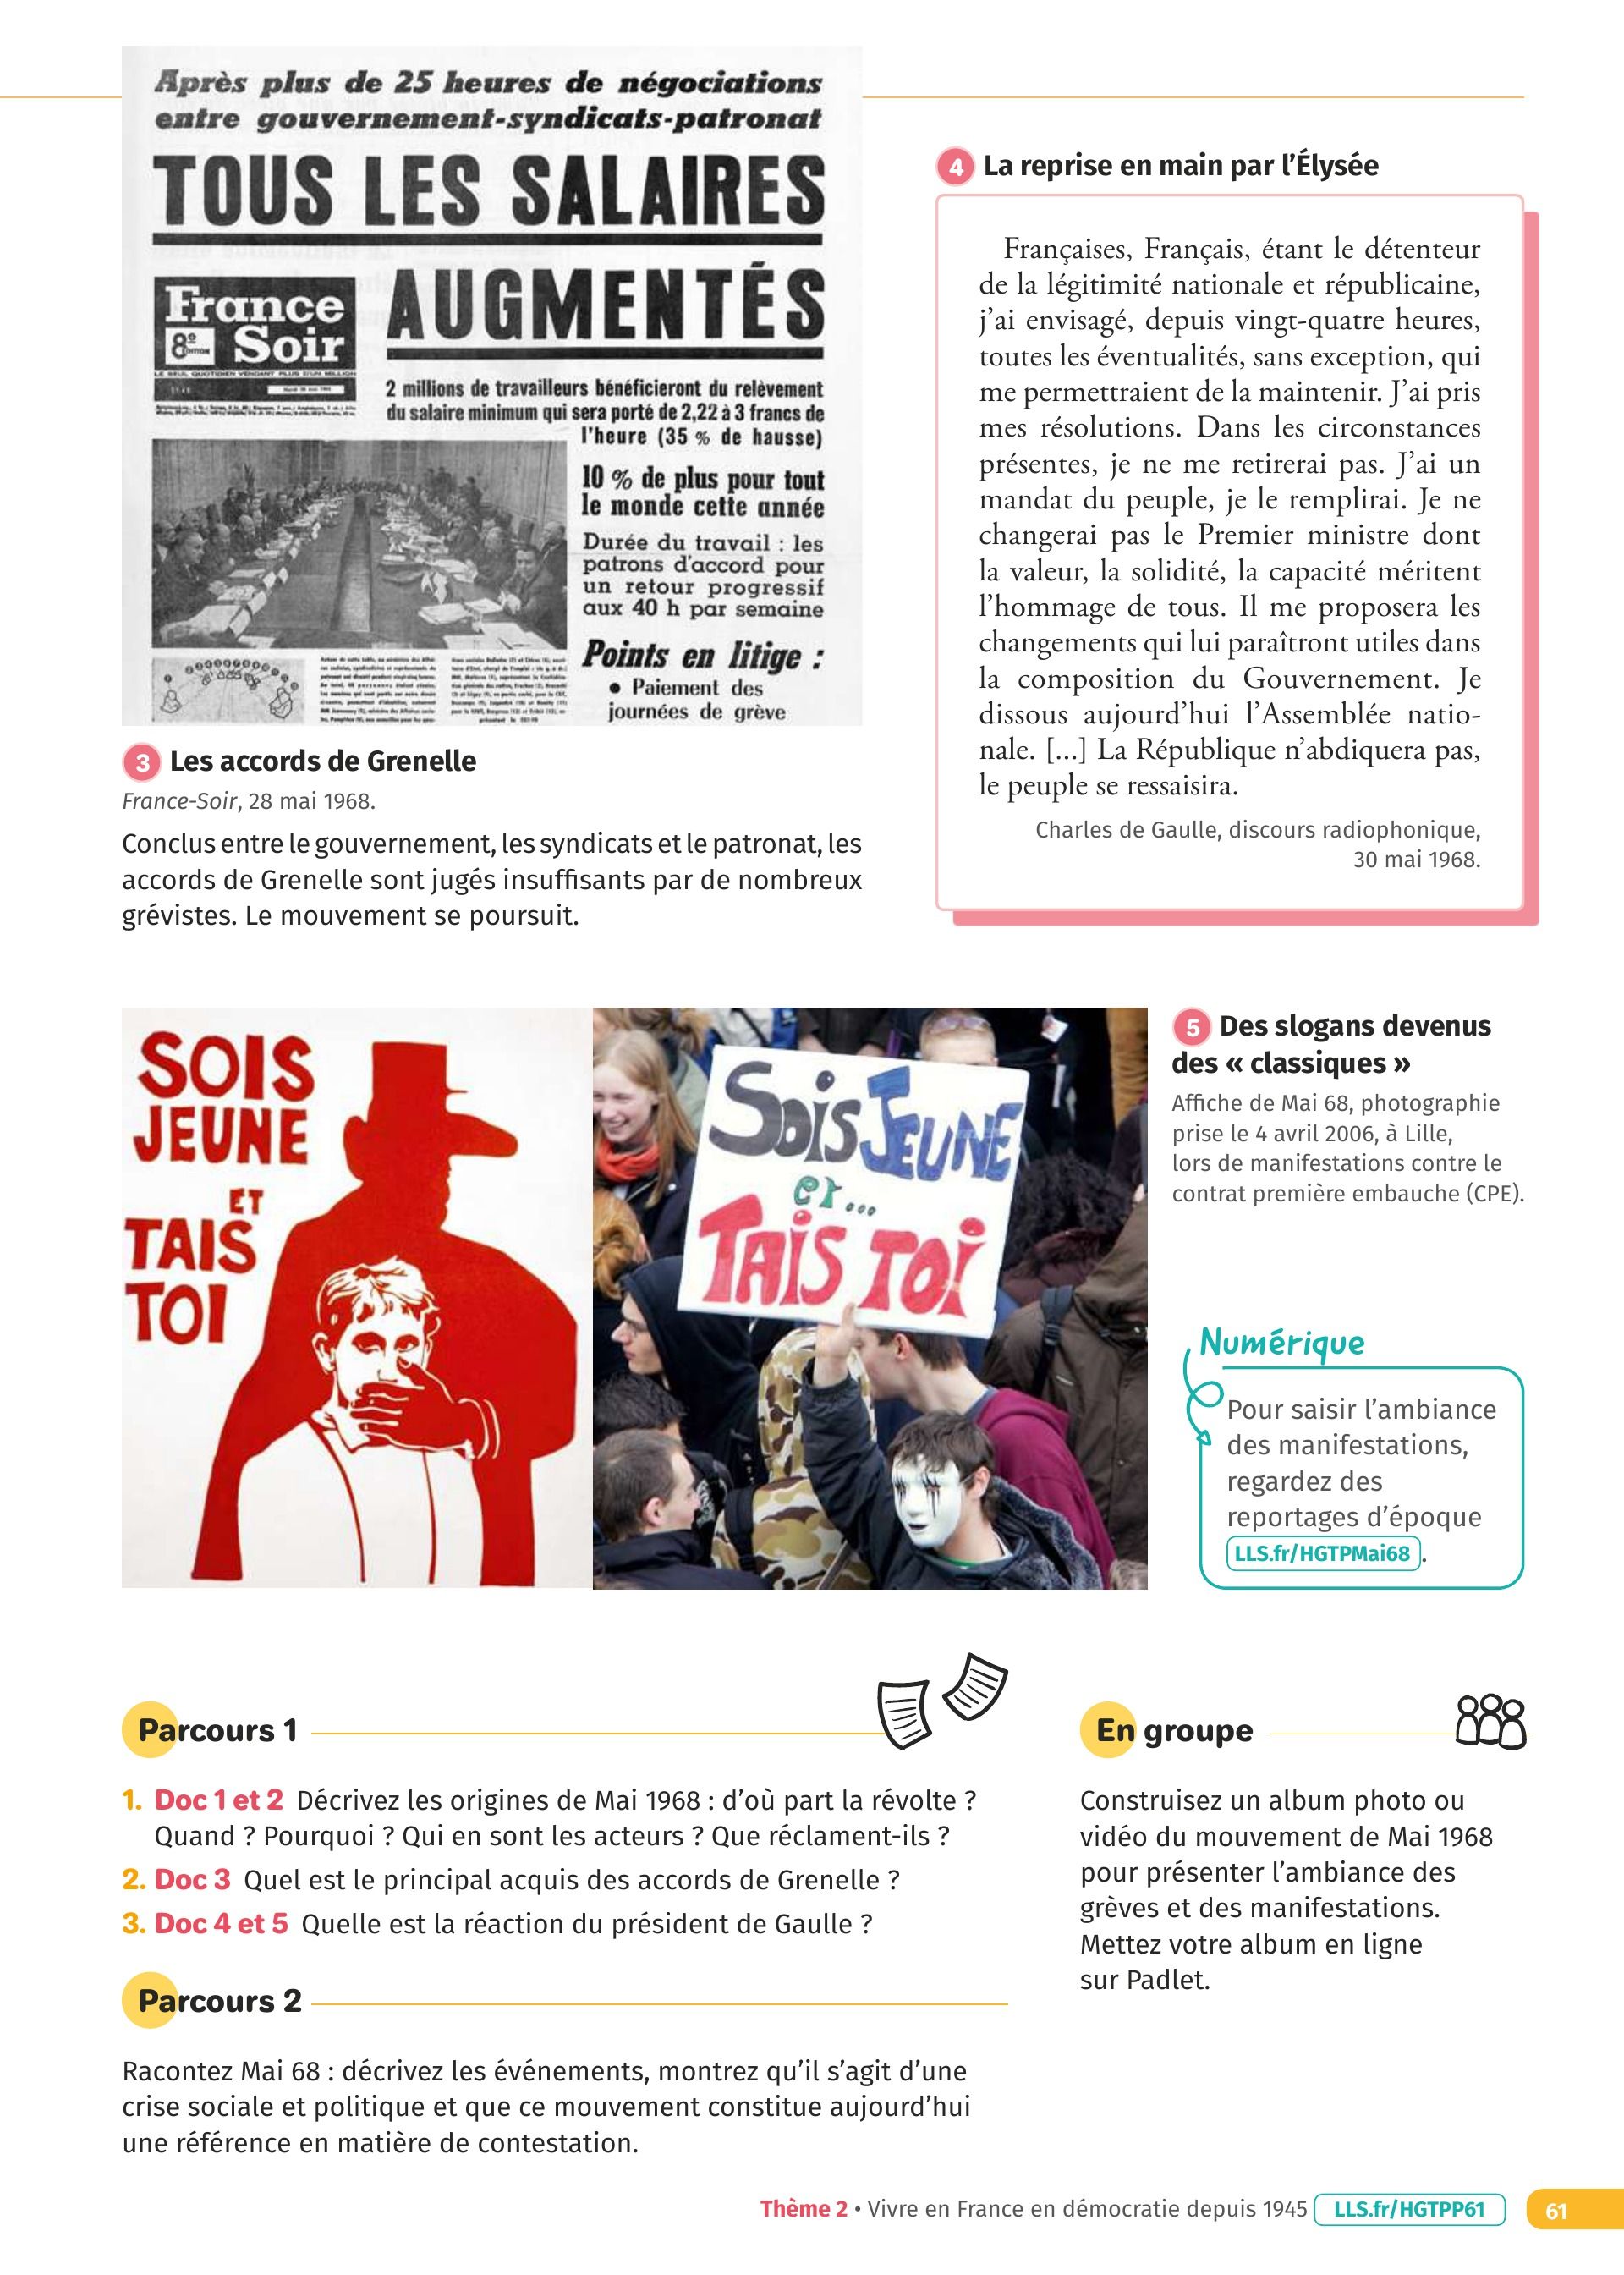 Après plus de 25 heures de négociations
entre gouvernement-syndicats-patronat
TOUS LES SALAIRES
AUGMENTÉS
France
Soir
8e
ÉDITION
LE SEUL QUOTIDIEN VENDANT PLUS D'UN MILLION
2 millions de travailleurs bénéficieront du relèvement
du salaire minimum qui sera porté de 2,22 à 3 francs de
l'heure (35 % de hausse)
10 % de plus pour tout
le monde cette année
Durée du travail : les
patrons d'accord pour
un retour progressif
aux 40 h par semaine
Points en litige :
● Paiement des
journées de grève
3 Les accords de Grenelle
France-Soir, 28 mai 1968.
Conclus entre le gouvernement, les syndicats et le patronat, les
accords de Grenelle sont jugés insuffisants par de nombreux
grévistes. Le mouvement se poursuit.
4 La reprise en main par l'Élysée
Françaises, Français, étant le détenteur
de la légitimité nationale et républicaine,
j'ai envisagé, depuis vingt-quatre heures,
toutes les éventualités, sans exception, qui
me permettraient de la maintenir. J'ai pris
mes résolutions. Dans les circonstances
présentes, je ne me retirerai pas. J'ai un
mandat du peuple, je le remplirai. Je ne
changerai pas le Premier ministre dont
la valeur, la solidité, la capacité méritent
l'hommage de tous. Il me proposera les
changements qui lui paraîtront utiles dans
la composition du Gouvernement. Je
dissous aujourd'hui l'Assemblée natio-
nale. [...] La République n'abdiquera pas,
le peuple se ressaisira.
Charles de Gaulle, discours radiophonique,
30 mai 1968.
SOIS
JEUNE
ET
TAIS
TOI
Sois JEUNE
et...
TAIS TOI
5 Des slogans devenus
des « classiques »
Affiche de Mai 68, photographie
prise le 4 avril 2006, à Lille,
lors de manifestations contre le
contrat première embauche (CPE).
Numérique
Pour saisir l'ambiance
des manifestations,
regardez des
reportages d'époque
LLS.fr/HGTPMai68.
Parcours 1
1. Doc 1 et 2 Décrivez les origines de Mai 1968 : d'où part la révolte ?
Quand ? Pourquoi ? Qui en sont les acteurs ? Que réclament-ils ?
2. Doc 3 Quel est le principal acquis des accords de Grenelle ?
3. Doc 4 et 5 Quelle est la réaction du président de Gaulle ?
Parcours 2
Racontez Mai 68 : décrivez les événements, montrez qu'il s'agit d'une
crise sociale et politique et que ce mouvement constitue aujourd'hui
une référence en matière de contestation.
En groupe
Construisez un album photo ou
vidéo du mouvement de Mai 1968
pour présenter l'ambiance des
grèves et des manifestations.
Mettez votre album en ligne
sur Padlet.
Thème 2 • Vivre en France en démocratie depuis 1945 LLS.fr/HGTPP61 61